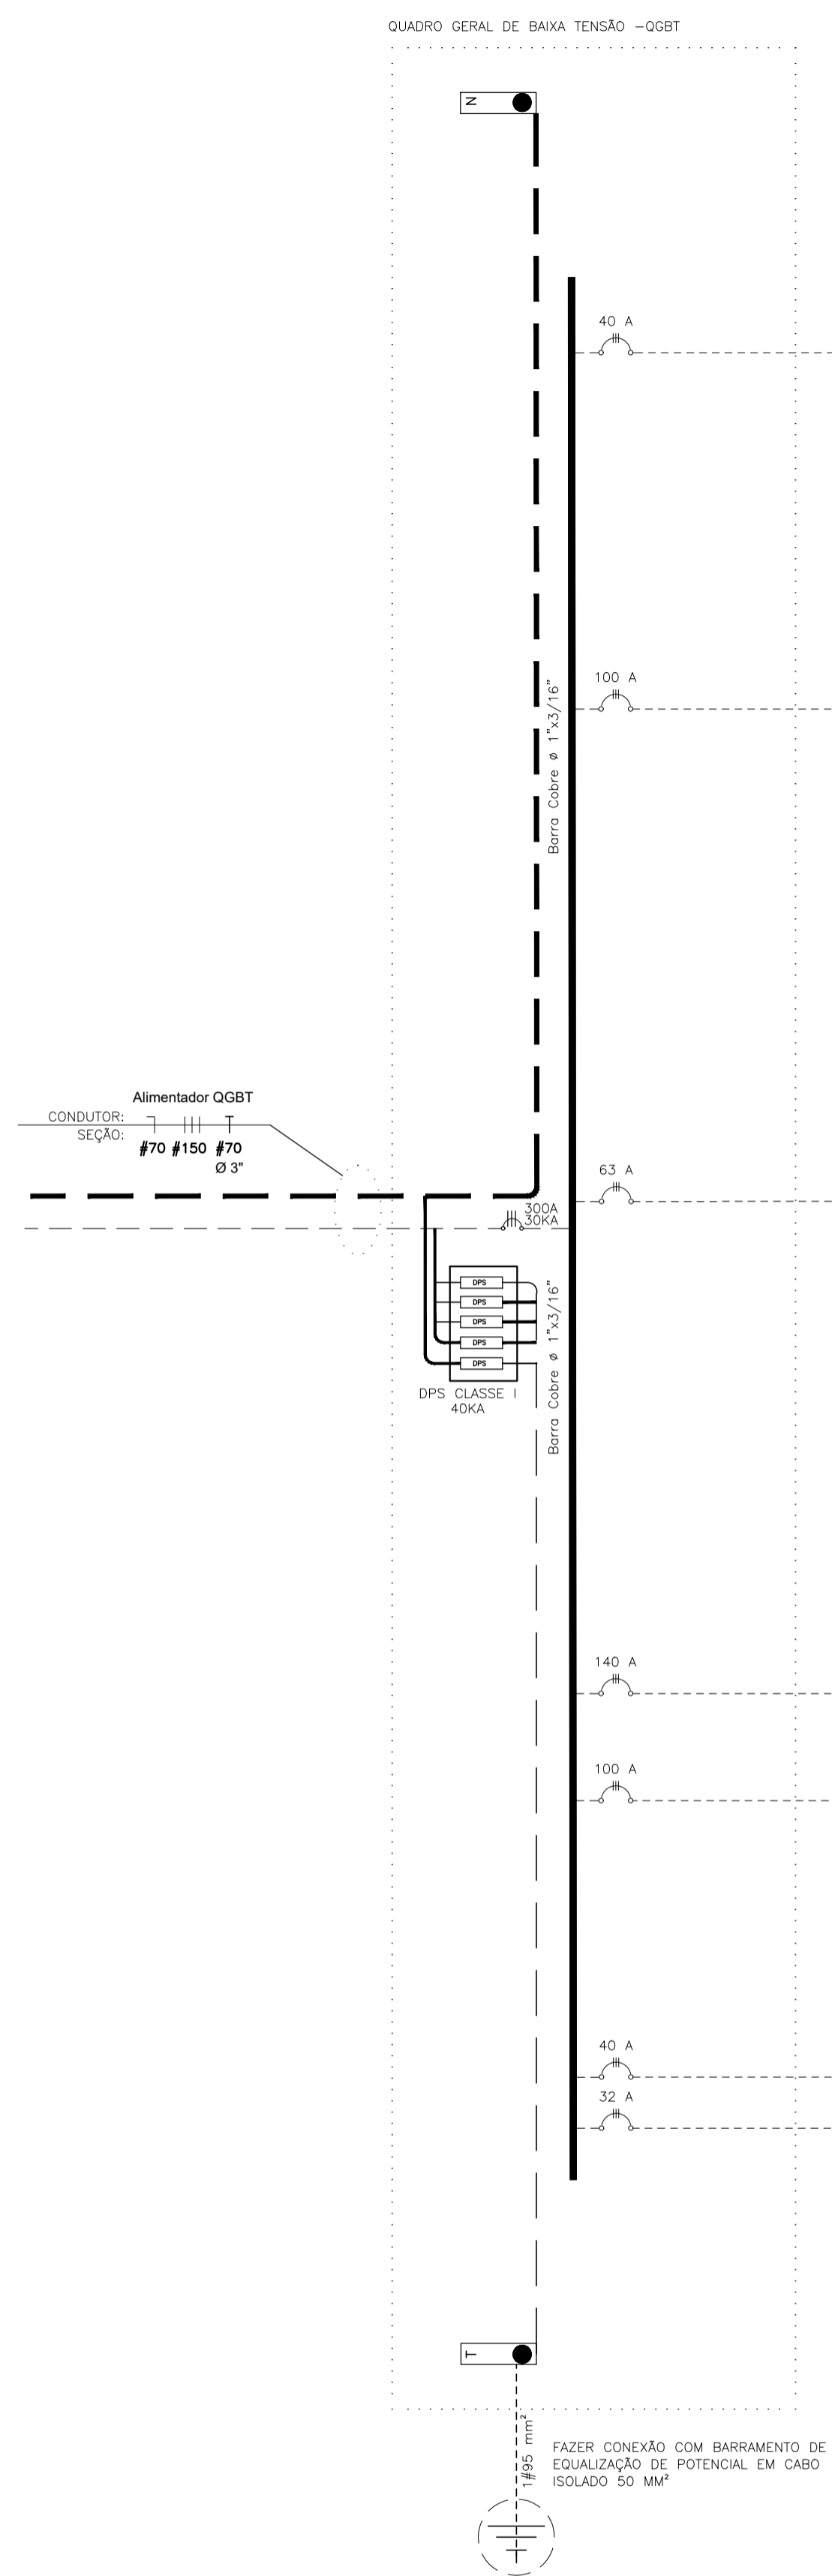 QUADRO GERAL DE BAIXA TENSÃO -QGBT
N
40 A
100 A
Barra Cobre ø 1"x3/16"
Alimentador QGBT
CONDUTOR:
SEÇÃO:
#70 #150 #70
Ø 3"
63 A
300A
30KA
DPS
DPS
DPS
DPS
DPS
DPS CLASSE I
40KA
Barra Cobre ø 1"x3/16"
140 A
100 A
40 A
32 A
T
1#95 mm²
FAZER CONEXÃO COM BARRAMENTO DE
EQUALIZAÇÃO DE POTENCIAL EM CABO
ISOLADO 50 MM²